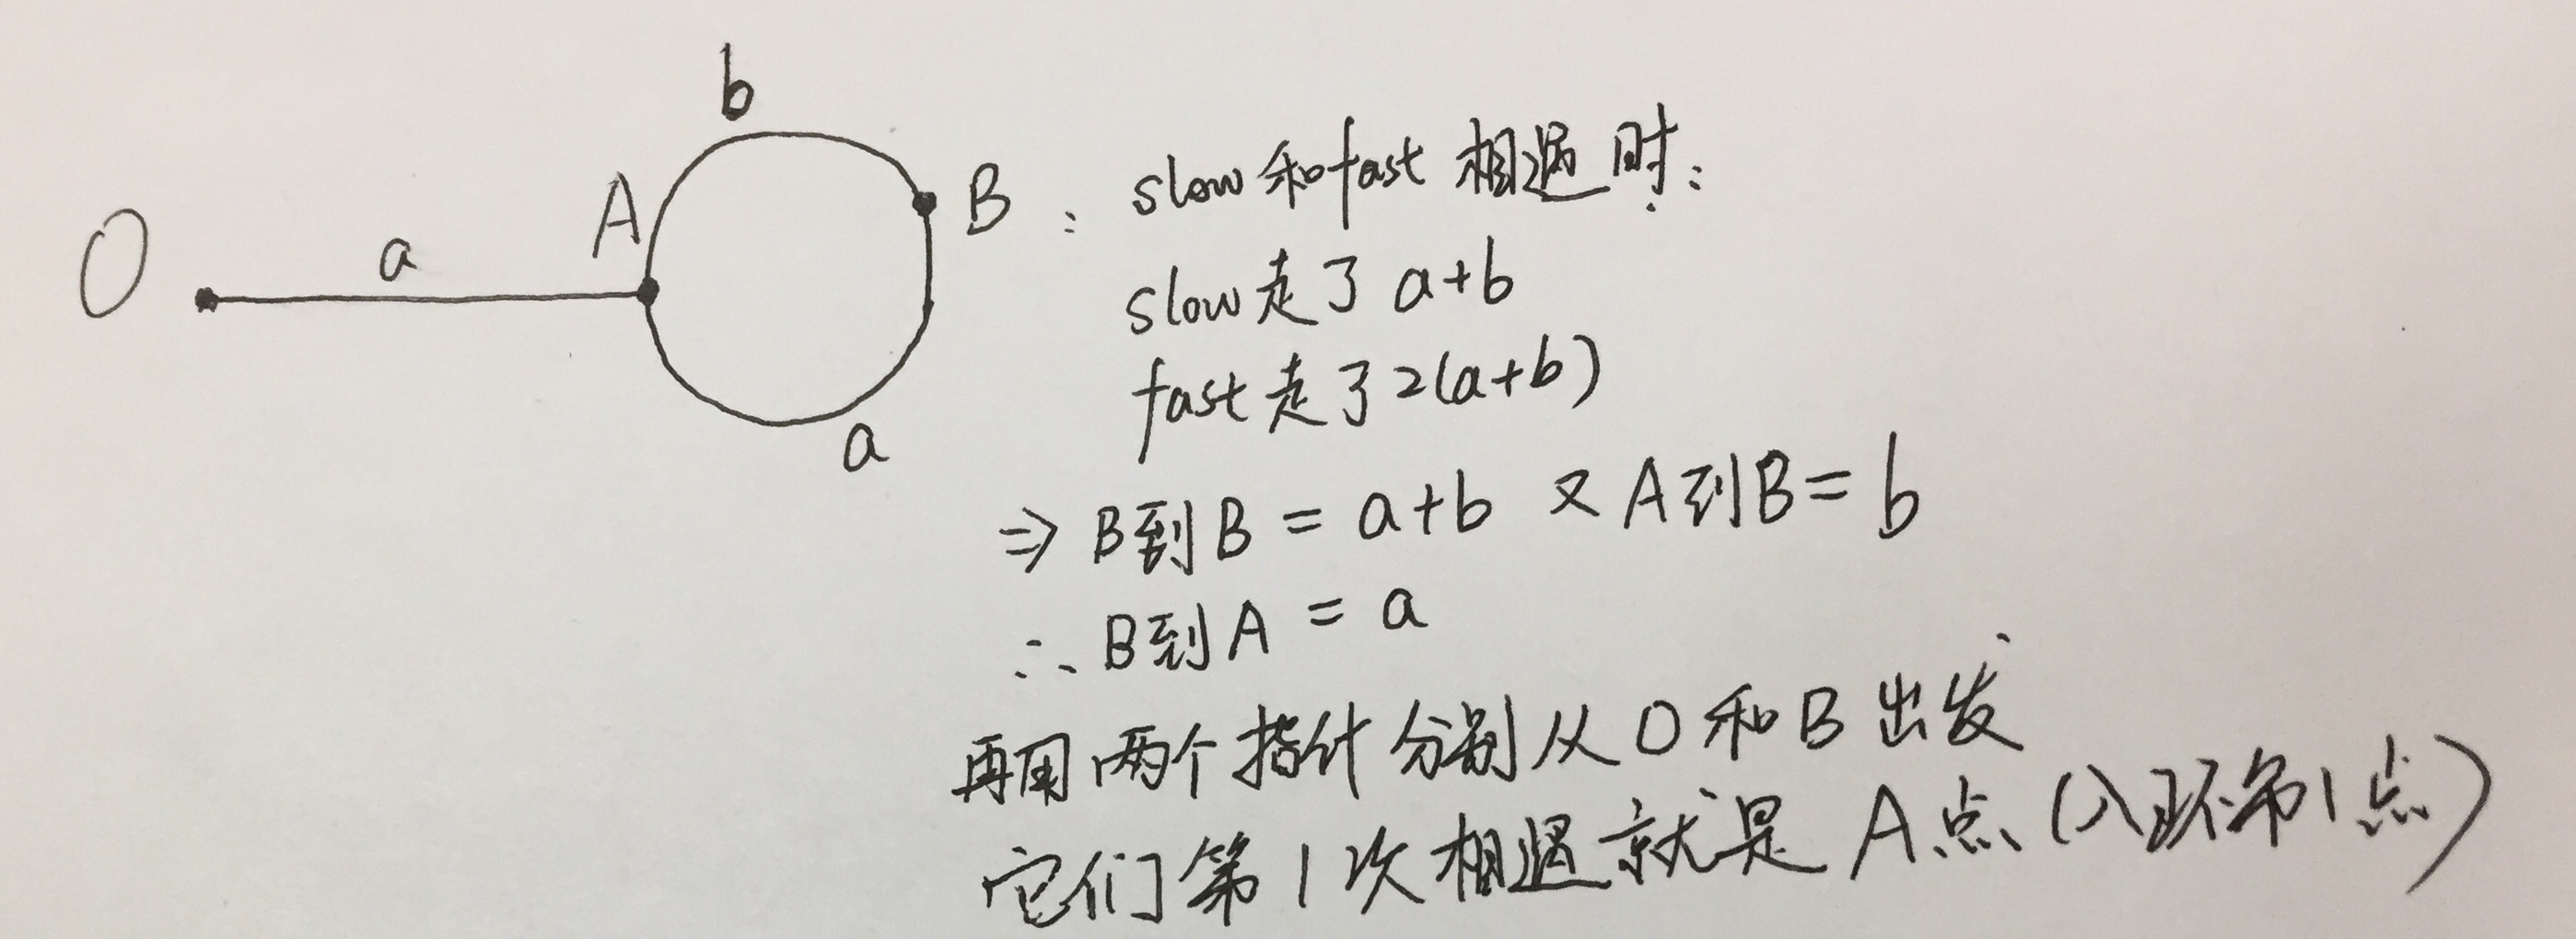 b
O
a
A
B : slow和fast相遇时:
slow走了 a+b
fast走了2(a+b)
a
⇒ B到B = a+b 又A到B = b
∴ B到A = a
再用两个指针分别从O和B出发
它们第1次相遇就是A点(入环第1点)